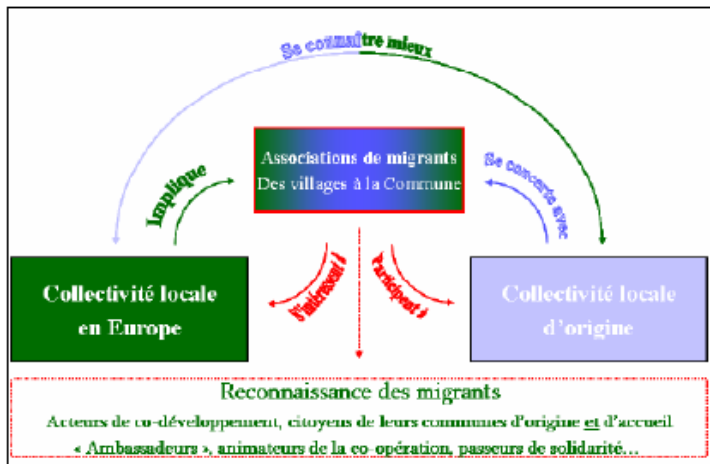 Se connaître mieux
Associations de migrants
Des villages à la Commune
Implique
Se concerte avec
Collectivité locale
en Europe
S'intéressent à
Participent à
Collectivité locale
d'origine
Reconnaissance des migrants
Acteurs de co-développement, citoyens de leurs communes d'origine et d'accueil
« Ambassadeurs », animateurs de la co-opération, passeurs de solidarité...